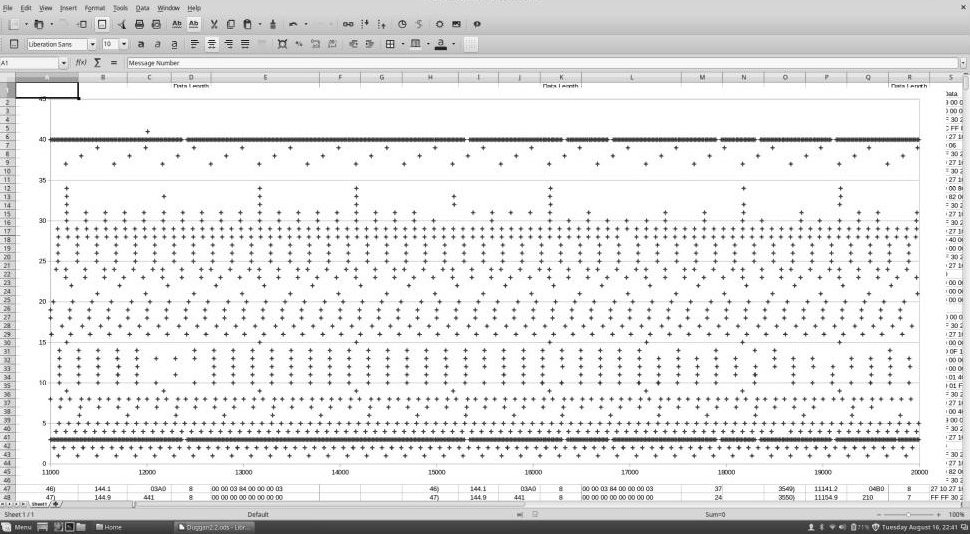 File Edit View Insert Format Tools Data Window Help
Liberation Sans 10
A1 f(x) Σ = Message Number
A B C D E F G H I J K L M N O P Q R S
Data Length Data Length Data Length Data
45
40
35
30
25
20
15
10
5
0
11000 12000 13000 14000 15000 16000 17000 18000 19000 20000
46) 144.1 03A0 8 00 00 03 84 00 00 00 03 47) 144.1 03A0 8 00 00 03 84 00 00 00 03 37 3549) 11141.2 04B0 8 27 10 27
47) 144.9 441 8 00 00 00 00 00 00 00 00 48) 144.9 441 8 00 00 00 00 00 00 00 00 24 3550) 11154.9 210 7 FF FF 30
Sheet1
Sheet 1 / 1 Default Sum=0 100%
Menu Home Duggan2.2.ods - Libr... 71% Tuesday August 16, 22:41